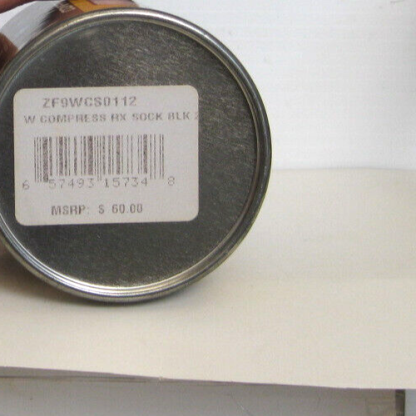 ZF9WCS0112
W COMPRESS RX SOCK BLK
6 57493 15734 8
MSRP: $ 60.00